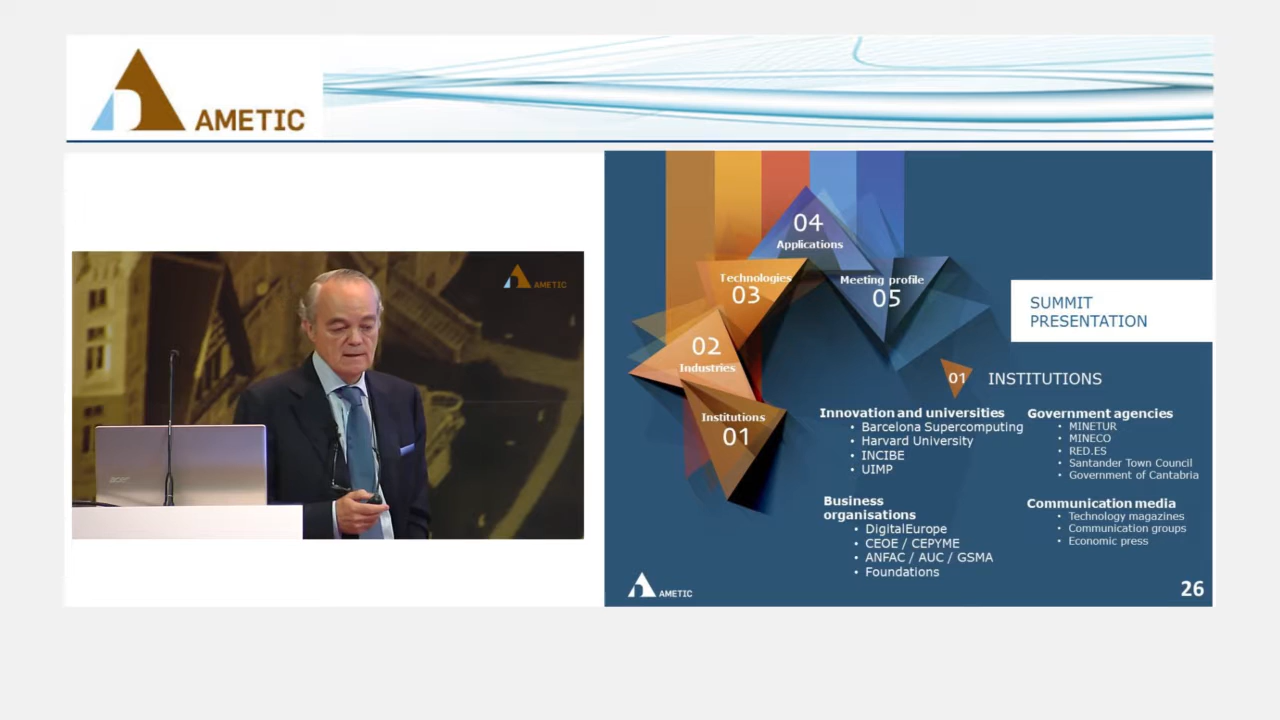 AMETIC
AMETIC
acer
04
Applications
Technologies
03
Meeting profile
05
02
Industries
Institutions
01
SUMMIT
PRESENTATION
01 INSTITUTIONS
Innovation and universities
• Barcelona Supercomputing
• Harvard University
• INCIBE
• UIMP
Government agencies
• MINETUR
• MINECO
• RED.ES
• Santander Town Council
• Government of Cantabria
Business
organisations
• DigitalEurope
• CEOE / CEPYME
• ANFAC / AUC / GSMA
• Foundations
Communication media
• Technology magazines
• Communication groups
• Economic press
AMETIC
26